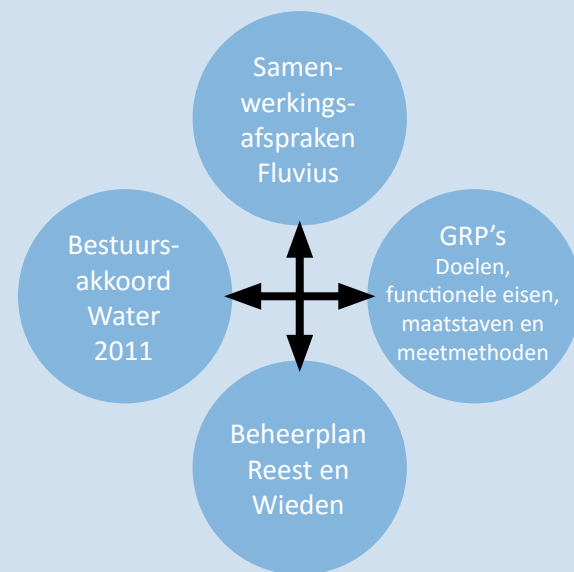 Samen-
werkings-
afspraken
Fluvius
Bestuurs-
akkoord
Water
2011
GRP's
Doelen,
functionele eisen,
maatstaven en
meetmethoden
Beheerplan
Reest en
Wieden